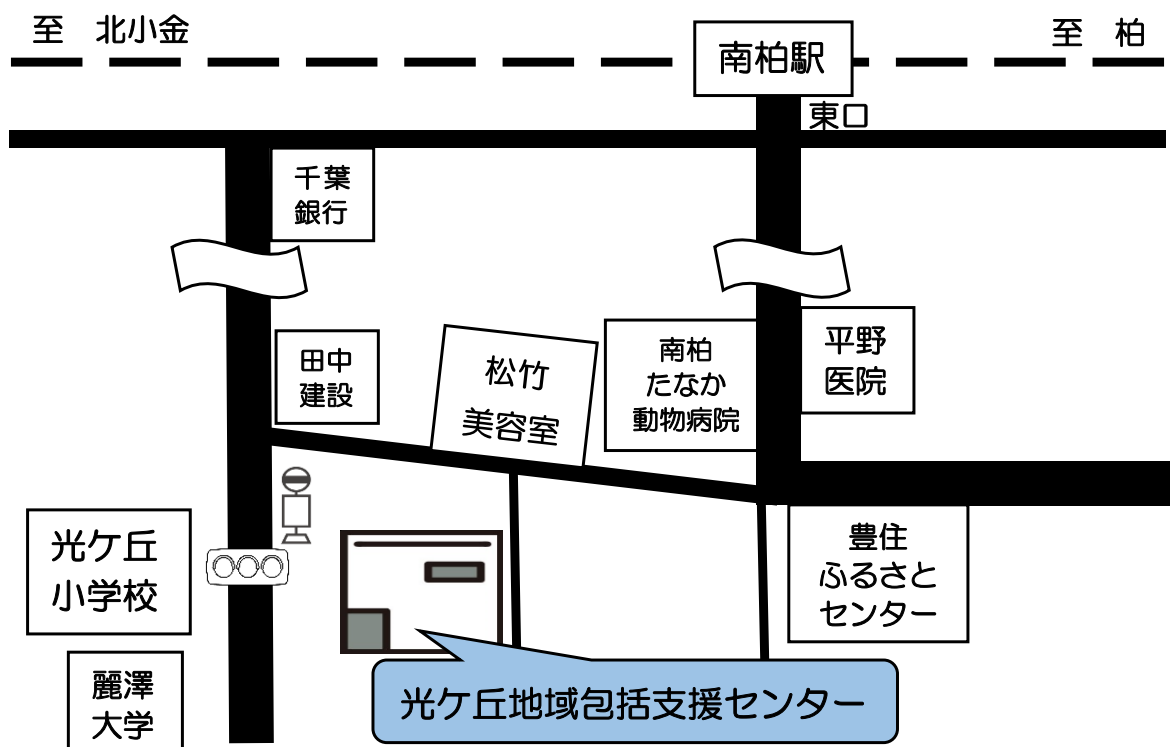 至　北小金
至　柏
南柏駅
東口
千葉
銀行
田中
建設
松竹
美容室
南柏
たなか
動物病院
平野
医院
光ケ丘
小学校
豊住
ふるさと
センター
麗澤
大学
光ケ丘地域包括支援センター